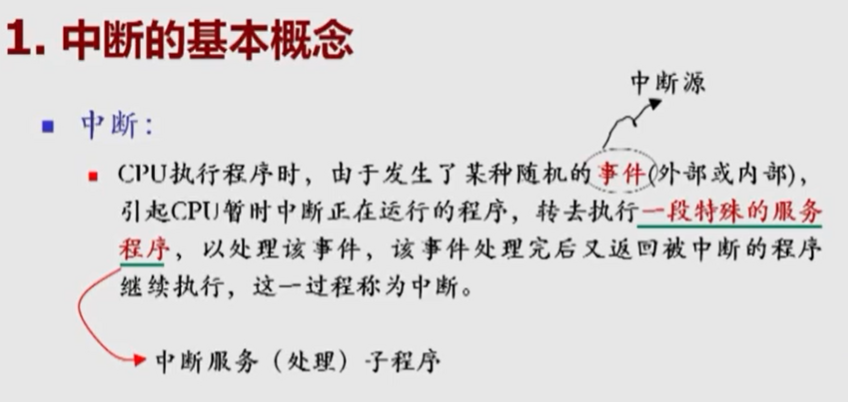 1. 中断的基本概念
中断源
中断：
CPU执行程序时，由于发生了某种随机的事件(外部或内部)，
引起CPU暂时中断正在运行的程序，转去执行一段特殊的服务
程序，以处理该事件，该事件处理完后又返回被中断的程序
继续执行，这一过程称为中断。
中断服务（处理）子程序